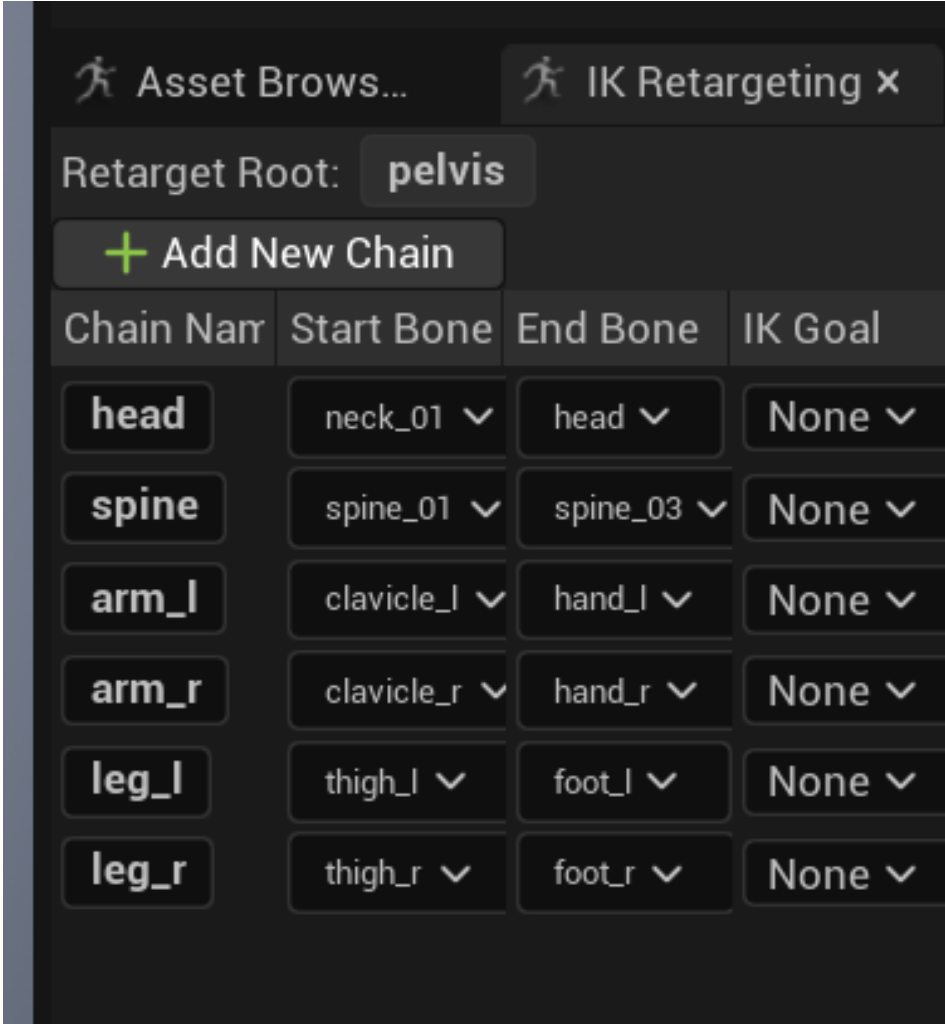 Asset Brows... IK Retargeting ×
Retarget Root: pelvis
+ Add New Chain
Chain Nam Start Bone End Bone IK Goal
head neck_01 head None
spine spine_01 spine_03 None
arm_l clavicle_l hand_l None
arm_r clavicle_r hand_r None
leg_l thigh_l foot_l None
leg_r thigh_r foot_r None